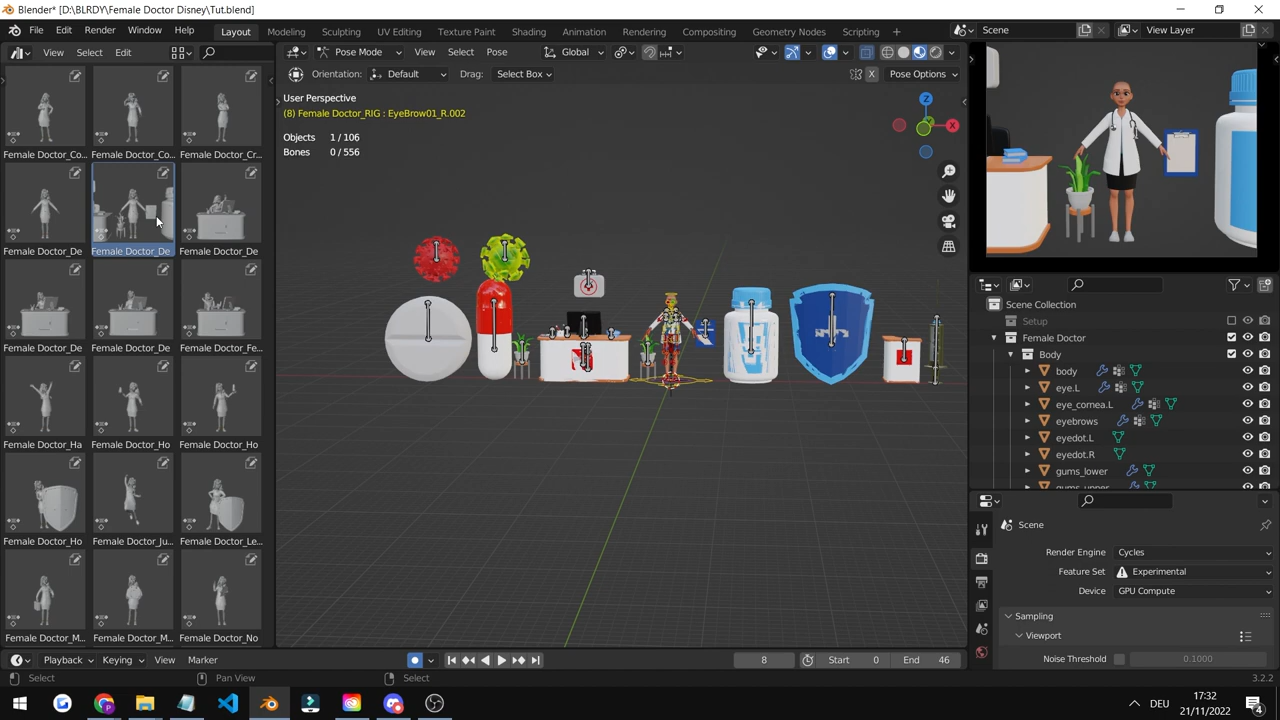 Blender* [D:\BLRDY\Female Doctor Disney\Tut.blend]
File Edit Render Window Help Layout Modeling Sculpting UV Editing Texture Paint Shading Animation Rendering Compositing Geometry Nodes Scripting Scene View Layer
View Select Edit Pose Mode View Select Pose Global
Orientation: Default Drag: Select Box X Pose Options
User Perspective
(8) Female Doctor_RIG : EyeBrow01_R.002
Objects 1 / 106
Bones 0 / 556
Z
X
Female Doctor_Co... Female Doctor_Co... Female Doctor_Cr...
Female Doctor_De Female Doctor_De Female Doctor_De
Female Doctor_De Female Doctor_De Female Doctor_Fe...
Female Doctor_Ha Female Doctor_Ho Female Doctor_Ho
Female Doctor_Ho Female Doctor_Ju... Female Doctor_Le...
Female Doctor_M... Female Doctor_M... Female Doctor_No
Scene Collection
Setup
Female Doctor
Body
body
eye.L
eye_cornea.L
eyebrows
eyedot.L
eyedot.R
gums_lower
gums_upper
Scene
Render Engine Cycles
Feature Set Experimental
Device GPU Compute
Sampling
Viewport
Noise Threshold 0.1000
Playback Keying View Marker 8 Start 0 End 46
Select Pan View Select 3.2.2
DEU 17:32
21/11/2022 4